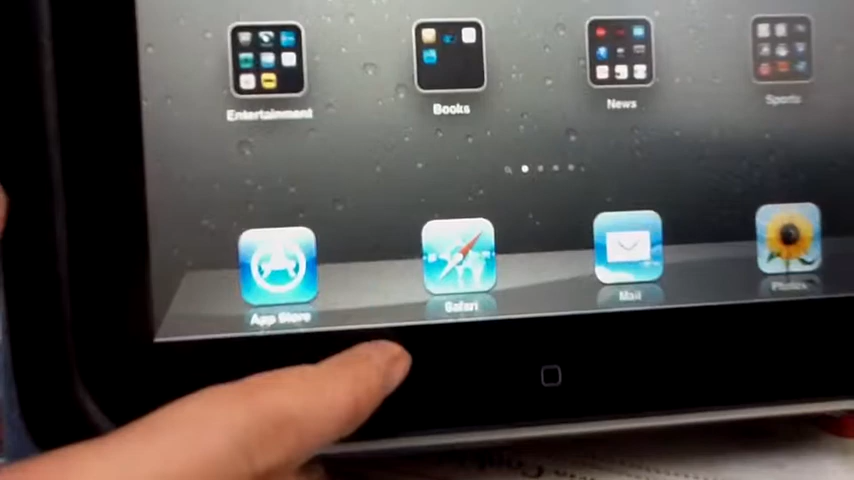 Entertainment
Books
News
Sports
App Store
Safari
Mail
Photos